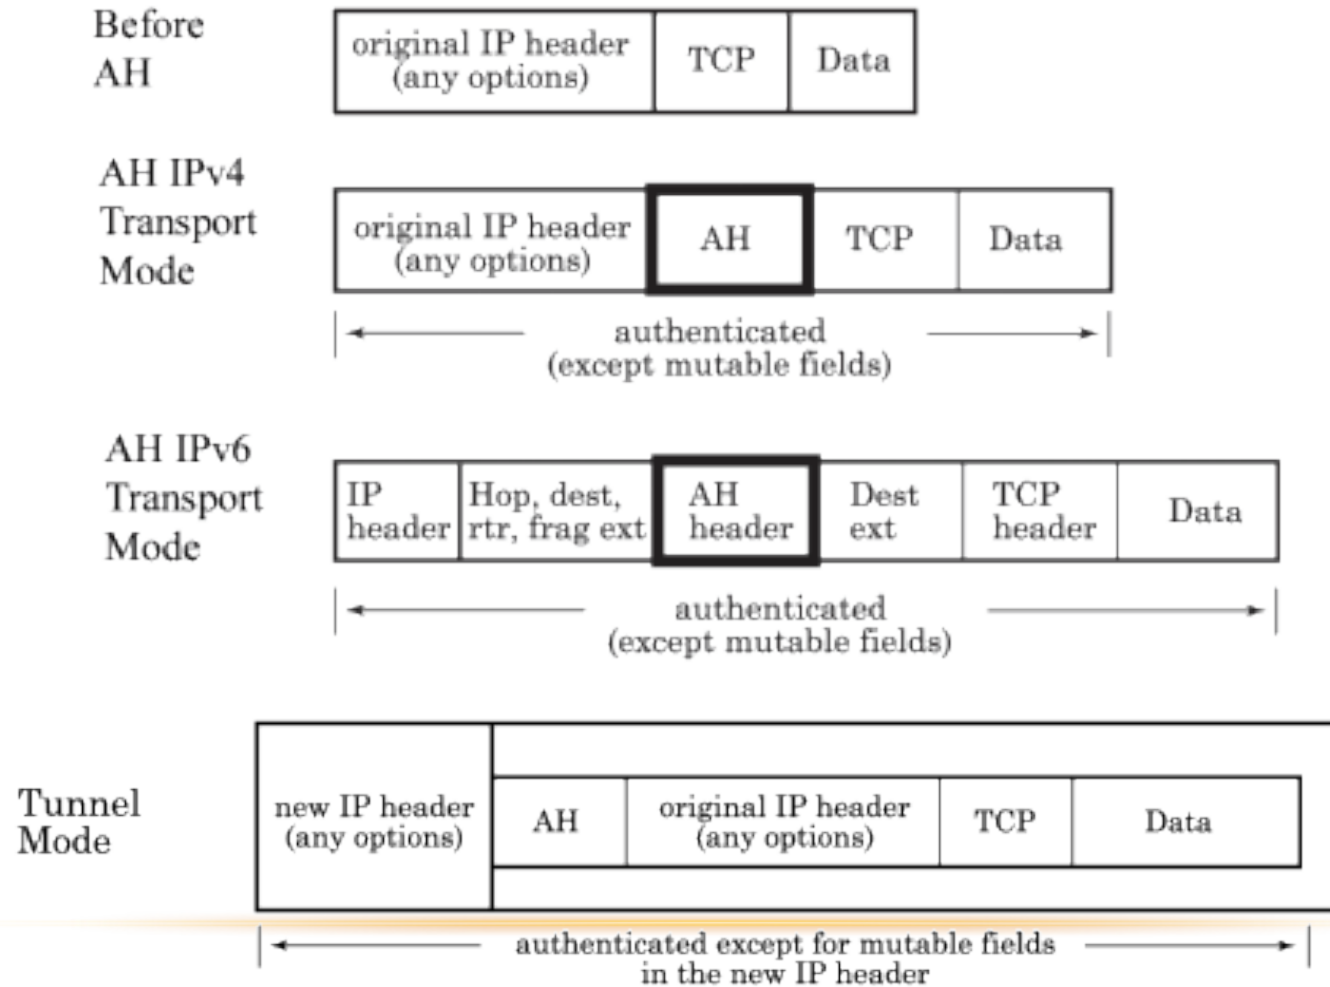 Before
AH
original IP header
(any options)
TCP
Data
AH IPv4
Transport
Mode
original IP header
(any options)
AH
TCP
Data
authenticated
(except mutable fields)
AH IPv6
Transport
Mode
IP
header
Hop, dest,
rtr, frag ext
AH
header
Dest
ext
TCP
header
Data
authenticated
(except mutable fields)
Tunnel
Mode
new IP header
(any options)
AH
original IP header
(any options)
TCP
Data
authenticated except for mutable fields
in the new IP header